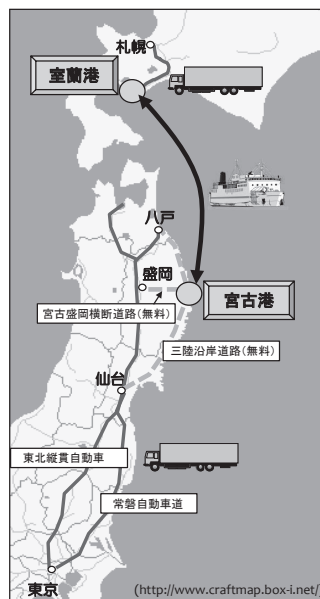 札幌
室蘭港
八戸
盛岡
宮古港
宮古盛岡横断道路(無料)
三陸沿岸道路(無料)
仙台
東北縦貫自動車
常磐自動車道
東京
(http://www.craftmap.box-i.net/)